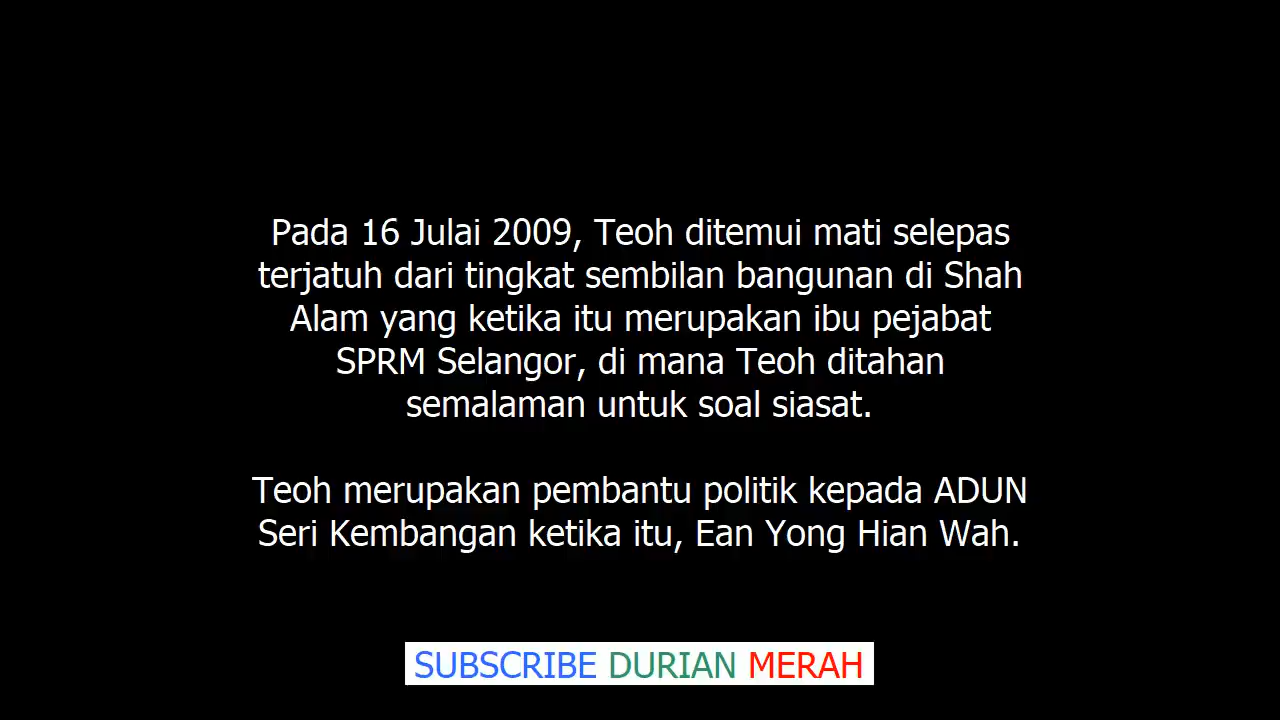 Pada 16 Julai 2009, Teoh ditemui mati selepas
terjatuh dari tingkat sembilan bangunan di Shah
Alam yang ketika itu merupakan ibu pejabat
SPRM Selangor, di mana Teoh ditahan
semalaman untuk soal siasat.
Teoh merupakan pembantu politik kepada ADUN
Seri Kembangan ketika itu, Ean Yong Hian Wah.
SUBSCRIBE DURIAN MERAH